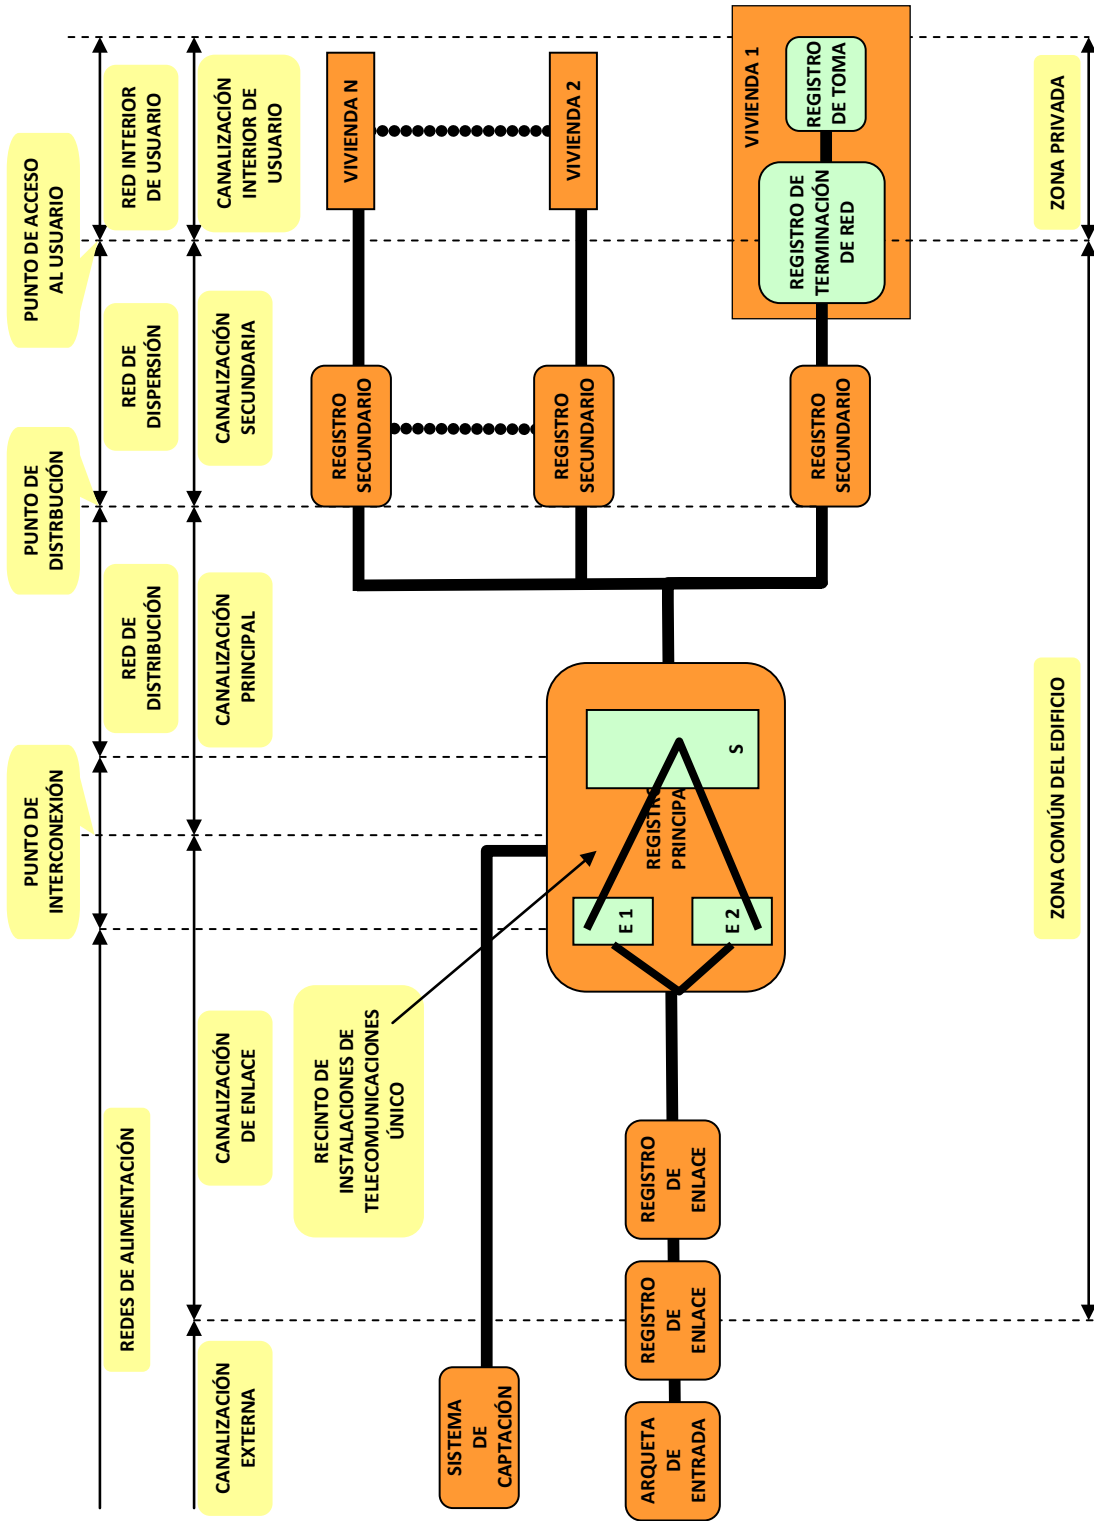 PUNTO DE
INTERCONEXIÓN
PUNTO DE
DISTRBUCIÓN
PUNTO DE ACCESO
AL USUARIO
REDES DE ALIMENTACIÓN
RED DE
DISTRIBUCIÓN
RED DE
DISPERSIÓN
RED INTERIOR
DE USUARIO
CANALIZACIÓN
EXTERNA
CANALIZACIÓN
DE ENLACE
CANALIZACIÓN
PRINCIPAL
CANALIZACIÓN
SECUNDARIA
CANALIZACIÓN
INTERIOR DE
USUARIO
RECINTO DE
INSTALACIONES DE
TELECOMUNICACIONES
ÚNICO
REGISTRO
SECUNDARIO
VIVIENDA N
SISTEMA
DE
CAPTACIÓN
REGISTRO
SECUNDARIO
VIVIENDA 2
ARQUETA
DE
ENTRADA
REGISTRO
DE
ENLACE
REGISTRO
DE
ENLACE
E 1
E 2
REGISTRO
PRINCIPA
S
REGISTRO
SECUNDARIO
VIVIENDA 1
REGISTRO DE
TERMINACIÓN
DE RED
REGISTRO
DE TOMA
ZONA COMÚN DEL EDIFICIO
ZONA PRIVADA